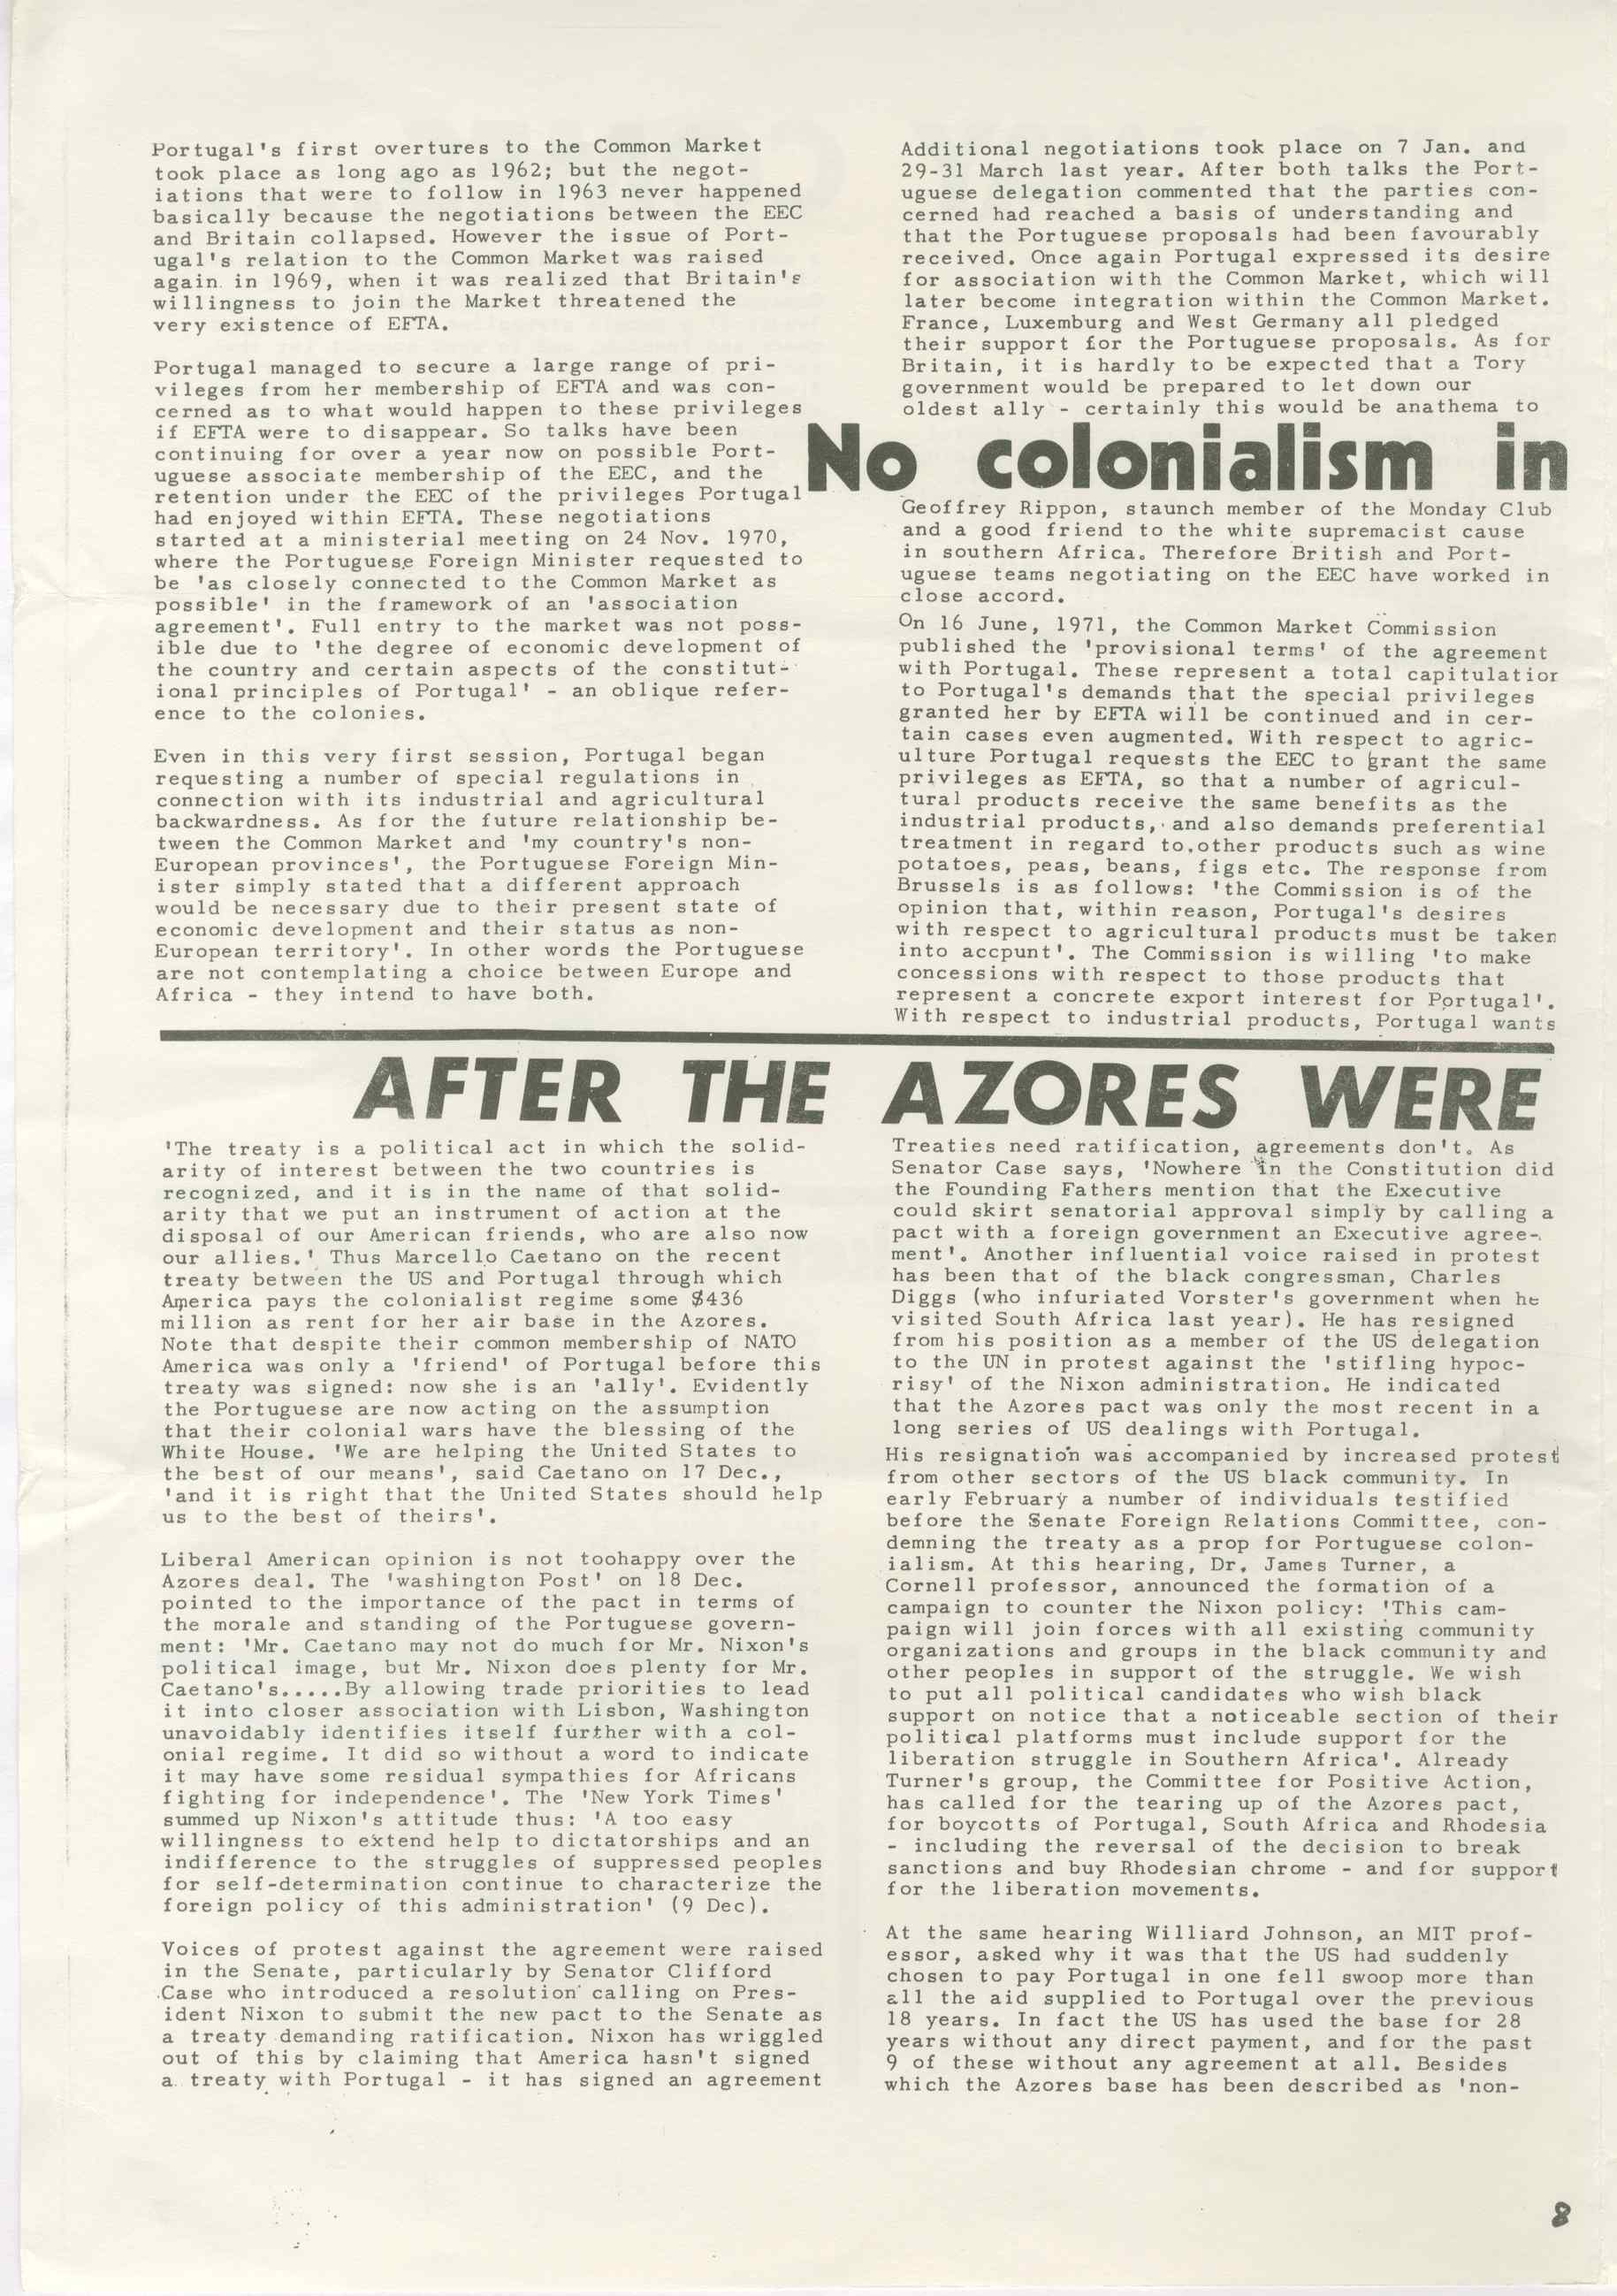 Portugal's first overtures to the Common Market
took place as long ago as 1962; but the negot-
iations that were to follow in 1963 never happened
basically because the negotiations between the EEC
and Britain collapsed. However the issue of Port-
ugal's relation to the Common Market was raised
again in 1969, when it was realized that Britain's
willingness to join the Market threatened the
very existence of EFTA.
Portugal managed to secure a large range of pri-
vileges from her membership of EFTA and was con-
cerned as to what would happen to these privileges
if EFTA were to disappear. So talks have been
continuing for over a year now on possible Port-
uguese associate membership of the EEC, and the
retention under the EEC of the privileges Portugal
had enjoyed within EFTA. These negotiations
started at a ministerial meeting on 24 Nov. 1970,
where the Portuguese Foreign Minister requested to
be 'as closely connected to the Common Market as
possible' in the framework of an 'association
agreement'. Full entry to the market was not poss-
ible due to 'the degree of economic development of
the country and certain aspects of the constitut-
ional principles of Portugal' - an oblique refer-
ence to the colonies.
Even in this very first session, Portugal began
requesting a number of special regulations in
connection with its industrial and agricultural
backwardness. As for the future relationship be-
tween the Common Market and 'my country's non-
European provinces', the Portuguese Foreign Min-
ister simply stated that a different approach
would be necessary due to their present state of
economic development and their status as non-
European territory'. In other words the Portuguese
are not contemplating a choice between Europe and
Africa - they intend to have both.
Additional negotiations took place on 7 Jan. and
29-31 March last year. After both talks the Port-
uguese delegation commented that the parties con-
cerned had reached a basis of understanding and
that the Portuguese proposals had been favourably
received. Once again Portugal expressed its desire
for association with the Common Market, which will
later become integration within the Common Market.
France, Luxemburg and West Germany all pledged
their support for the Portuguese proposals. As for
Britain, it is hardly to be expected that a Tory
government would be prepared to let down our
oldest ally - certainly this would be anathema to
No colonialism in
Geoffrey Rippon, staunch member of the Monday Club
and a good friend to the white supremacist cause
in southern Africa. Therefore British and Port-
uguese teams negotiating on the EEC have worked in
close accord.
On 16 June, 1971, the Common Market Commission
published the 'provisional terms' of the agreement
with Portugal. These represent a total capitulation
to Portugal's demands that the special privileges
granted her by EFTA will be continued and in cer-
tain cases even augmented. With respect to agric-
ulture Portugal requests the EEC to grant the same
privileges as EFTA, so that a number of agricul-
tural products receive the same benefits as the
industrial products, and also demands preferential
treatment in regard to other products such as wine
potatoes, peas, beans, figs etc. The response from
Brussels is as follows: 'the Commission is of the
opinion that, within reason, Portugal's desires
with respect to agricultural products must be taken
into accpunt'. The Commission is willing 'to make
concessions with respect to those products that
represent a concrete export interest for Portugal'.
With respect to industrial products, Portugal wants
AFTER THE AZORES WERE
'The treaty is a political act in which the solid-
arity of interest between the two countries is
recognized, and it is in the name of that solid-
arity that we put an instrument of action at the
disposal of our American friends, who are also now
our allies.' Thus Marcello Caetano on the recent
treaty between the US and Portugal through which
America pays the colonialist regime some $436
million as rent for her air base in the Azores.
Note that despite their common membership of NATO
America was only a 'friend' of Portugal before this
treaty was signed: now she is an 'ally'. Evidently
the Portuguese are now acting on the assumption
that their colonial wars have the blessing of the
White House. 'We are helping the United States to
the best of our means', said Caetano on 17 Dec.,
'and it is right that the United States should help
us to the best of theirs'.
Liberal American opinion is not toohappy over the
Azores deal. The 'washington Post' on 18 Dec.
pointed to the importance of the pact in terms of
the morale and standing of the Portuguese govern-
ment: 'Mr. Caetano may not do much for Mr. Nixon's
political image, but Mr. Nixon does plenty for Mr.
Caetano's.....By allowing trade priorities to lead
it into closer association with Lisbon, Washington
unavoidably identifies itself further with a col-
onial regime. It did so without a word to indicate
it may have some residual sympathies for Africans
fighting for independence'. The 'New York Times'
summed up Nixon's attitude thus: 'A too easy
willingness to extend help to dictatorships and an
indifference to the struggles of suppressed peoples
for self-determination continue to characterize the
foreign policy of this administration' (9 Dec).
Voices of protest against the agreement were raised
in the Senate, particularly by Senator Clifford
Case who introduced a resolution calling on Pres-
ident Nixon to submit the new pact to the Senate as
a treaty demanding ratification. Nixon has wriggled
out of this by claiming that America hasn't signed
a treaty with Portugal - it has signed an agreement
Treaties need ratification, agreements don't. As
Senator Case says, 'Nowhere in the Constitution did
the Founding Fathers mention that the Executive
could skirt senatorial approval simply by calling a
pact with a foreign government an Executive agree-
ment'. Another influential voice raised in protest
has been that of the black congressman, Charles
Diggs (who infuriated Vorster's government when he
visited South Africa last year). He has resigned
from his position as a member of the US delegation
to the UN in protest against the 'stifling hypoc-
risy' of the Nixon administration. He indicated
that the Azores pact was only the most recent in a
long series of US dealings with Portugal.
His resignation was accompanied by increased protest
from other sectors of the US black community. In
early February a number of individuals testified
before the Senate Foreign Relations Committee, con-
demning the treaty as a prop for Portuguese colon-
ialism. At this hearing, Dr. James Turner, a
Cornell professor, announced the formation of a
campaign to counter the Nixon policy: 'This cam-
paign will join forces with all existing community
organizations and groups in the black community and
other peoples in support of the struggle. We wish
to put all political candidates who wish black
support on notice that a noticeable section of their
political platforms must include support for the
liberation struggle in Southern Africa'. Already
Turner's group, the Committee for Positive Action,
has called for the tearing up of the Azores pact,
for boycotts of Portugal, South Africa and Rhodesia
- including the reversal of the decision to break
sanctions and buy Rhodesian chrome - and for support
for the liberation movements.
At the same hearing Williard Johnson, an MIT prof-
essor, asked why it was that the US had suddenly
chosen to pay Portugal in one fell swoop more than
all the aid supplied to Portugal over the previous
18 years. In fact the US has used the base for 28
years without any direct payment, and for the past
9 of these without any agreement at all. Besides
which the Azores base has been described as 'non-
8